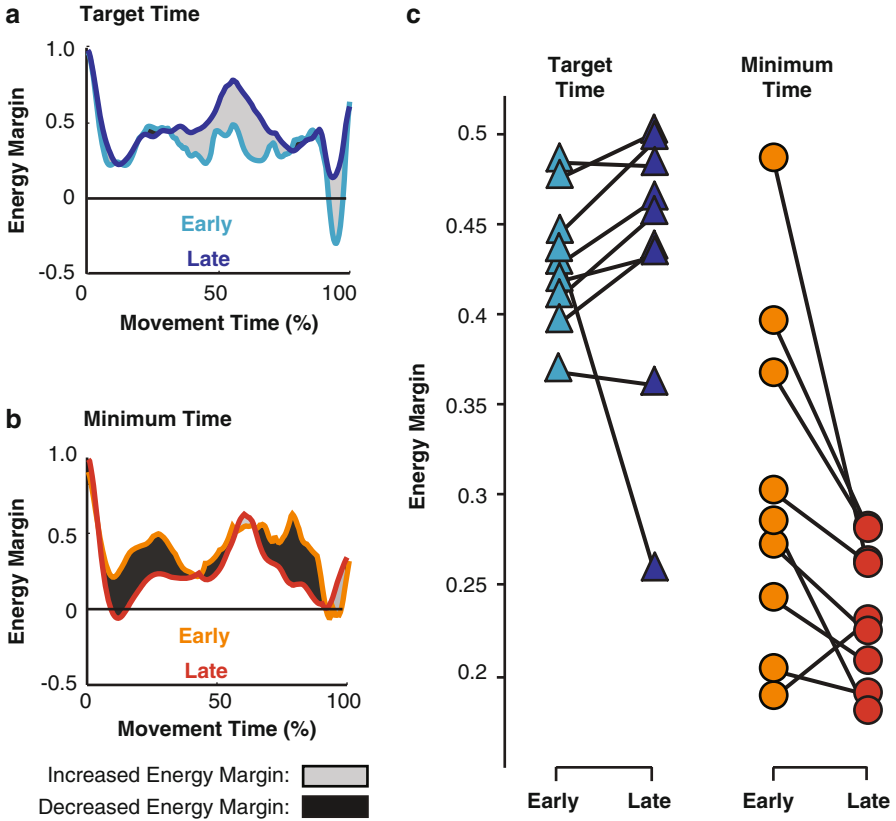 a
Target Time
1.0
0.5
0
-0.5
Energy Margin
Early
Late
0
50
100
Movement Time (%)
b
Minimum Time
1.0
0.5
0
-0.5
Energy Margin
Early
Late
0
50
100
Movement Time (%)
Increased Energy Margin:
Decreased Energy Margin:
c
Target
Time
Minimum
Time
0.5
0.45
0.4
0.35
0.3
0.25
0.2
Energy Margin
Early
Late
Early
Late